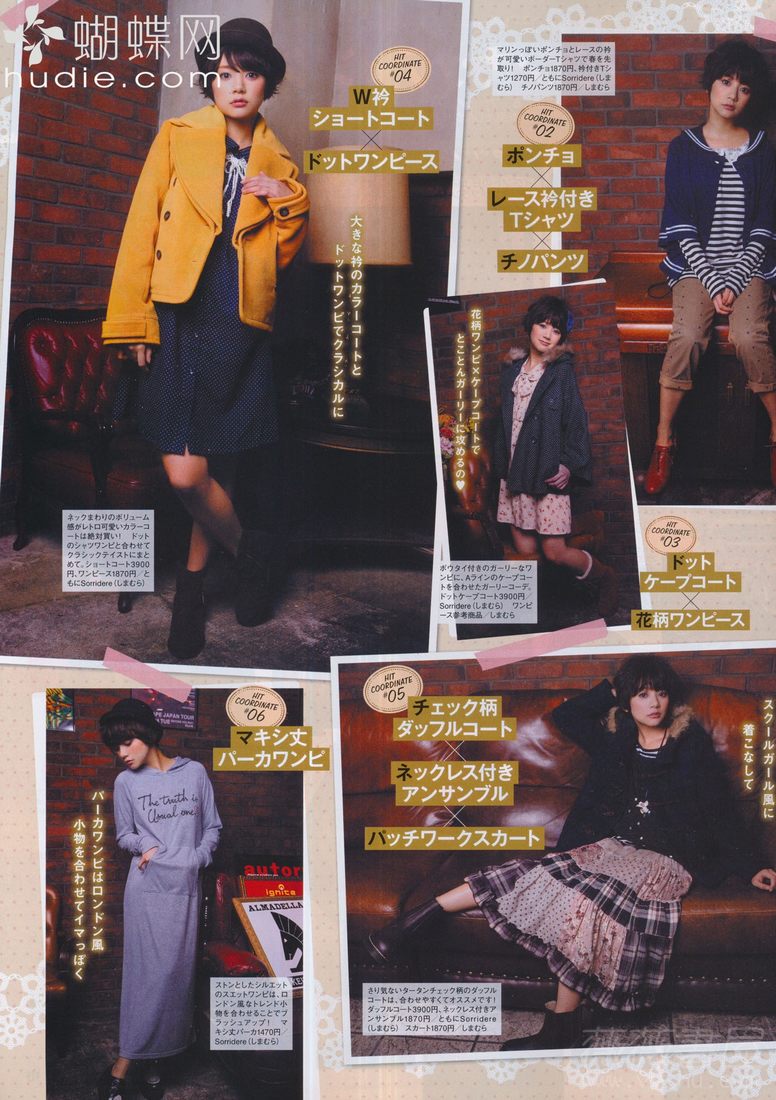 蝴蝶网
hudie.com
HIT
COORDINATE
#04
W衿
ショートコート
×
ドットワンピース
大きな衿のカラーコートと
ドットワンピでクラシカルに
ネックまわりのボリューム
感がレトロ可愛いカラーコ
ートは絶対買い! ドット
のシャツワンピと合わせて
クラシックテイストにまと
めて。ショートコート3900
円、ワンピース1870円/と
もにSorridere(しまむら)
マリンっぽいポンチョとレースの衿
が可愛いボーダーTシャツで春を先
取り! ポンチョ1870円、衿付きTシ
ャツ1270円/ともにSorridere(しま
むら) チノパンツ1870円/しまむら
HIT
COORDINATE
#02
ポンチョ
×
レース衿付き
Tシャツ
×
チノパンツ
花柄ワンピ×ケープコートで
とことんガーリーに攻めるの♥
ボウタイ付きのガーリーなワ
ンピに、Aラインのケープコー
トを合わせたガーリーコーデ。
ドットケープコート3900円/
Sorridere(しまむら) ワンピ
ース参考商品/しまむら
HIT
COORDINATE
#03
ドット
ケープコート
×
花柄ワンピース
HIT
COORDINATE
#06
マキシ丈
パーカワンピ
パーカワンピはロンドン風
小物を合わせてイマっぽく
The truth is
Usual one.
JAPAN TOUR
autor
ignite
ALMADELLA
ストンとしたシルエット
のスエットワンピは、ロ
ンドン風なトレンド小
物を合わせることでブ
ラッシュアップ! マ
キシ丈パーカ1470円/
Sorridere(しまむら)
HIT
COORDINATE
#05
チェック柄
ダッフルコート
×
ネックレス付き
アンサンブル
×
パッチワークスカート
スクールガール風に
着こなして
さり気ないタータンチェック柄のダッフル
コートは、合わせやすくてオススメです!
ダッフルコート3900円、ネックレス付きア
ンサンブル1870円/ともにSorridere
(しまむら) スカート1870円/しまむら